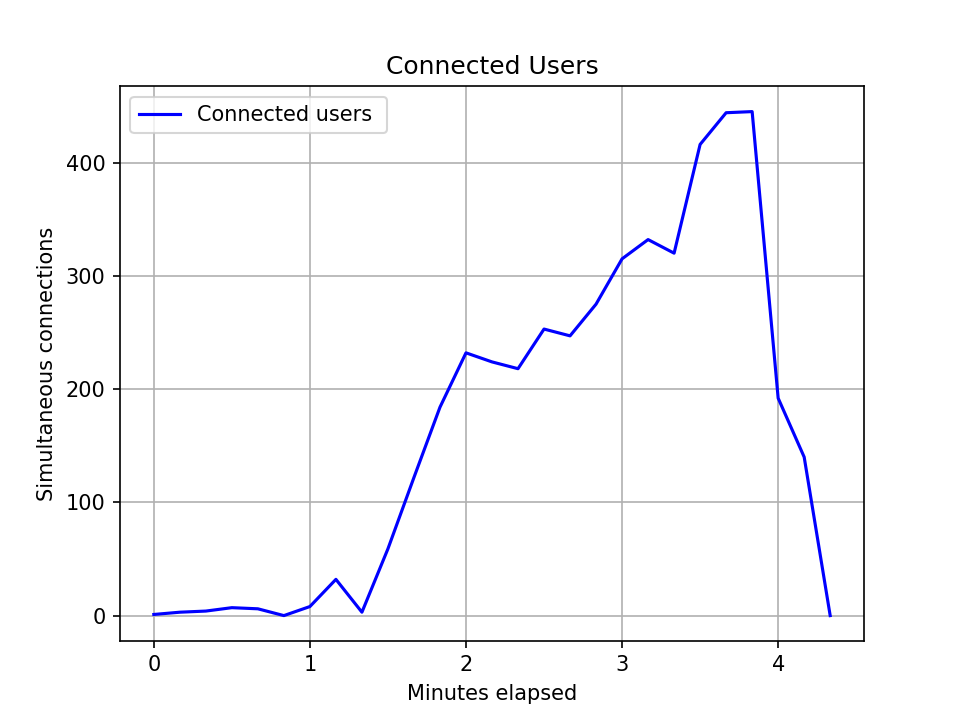 Connected Users
Connected users
400
300
200
100
0
Simultaneous connections
0 1 2 3 4
Minutes elapsed